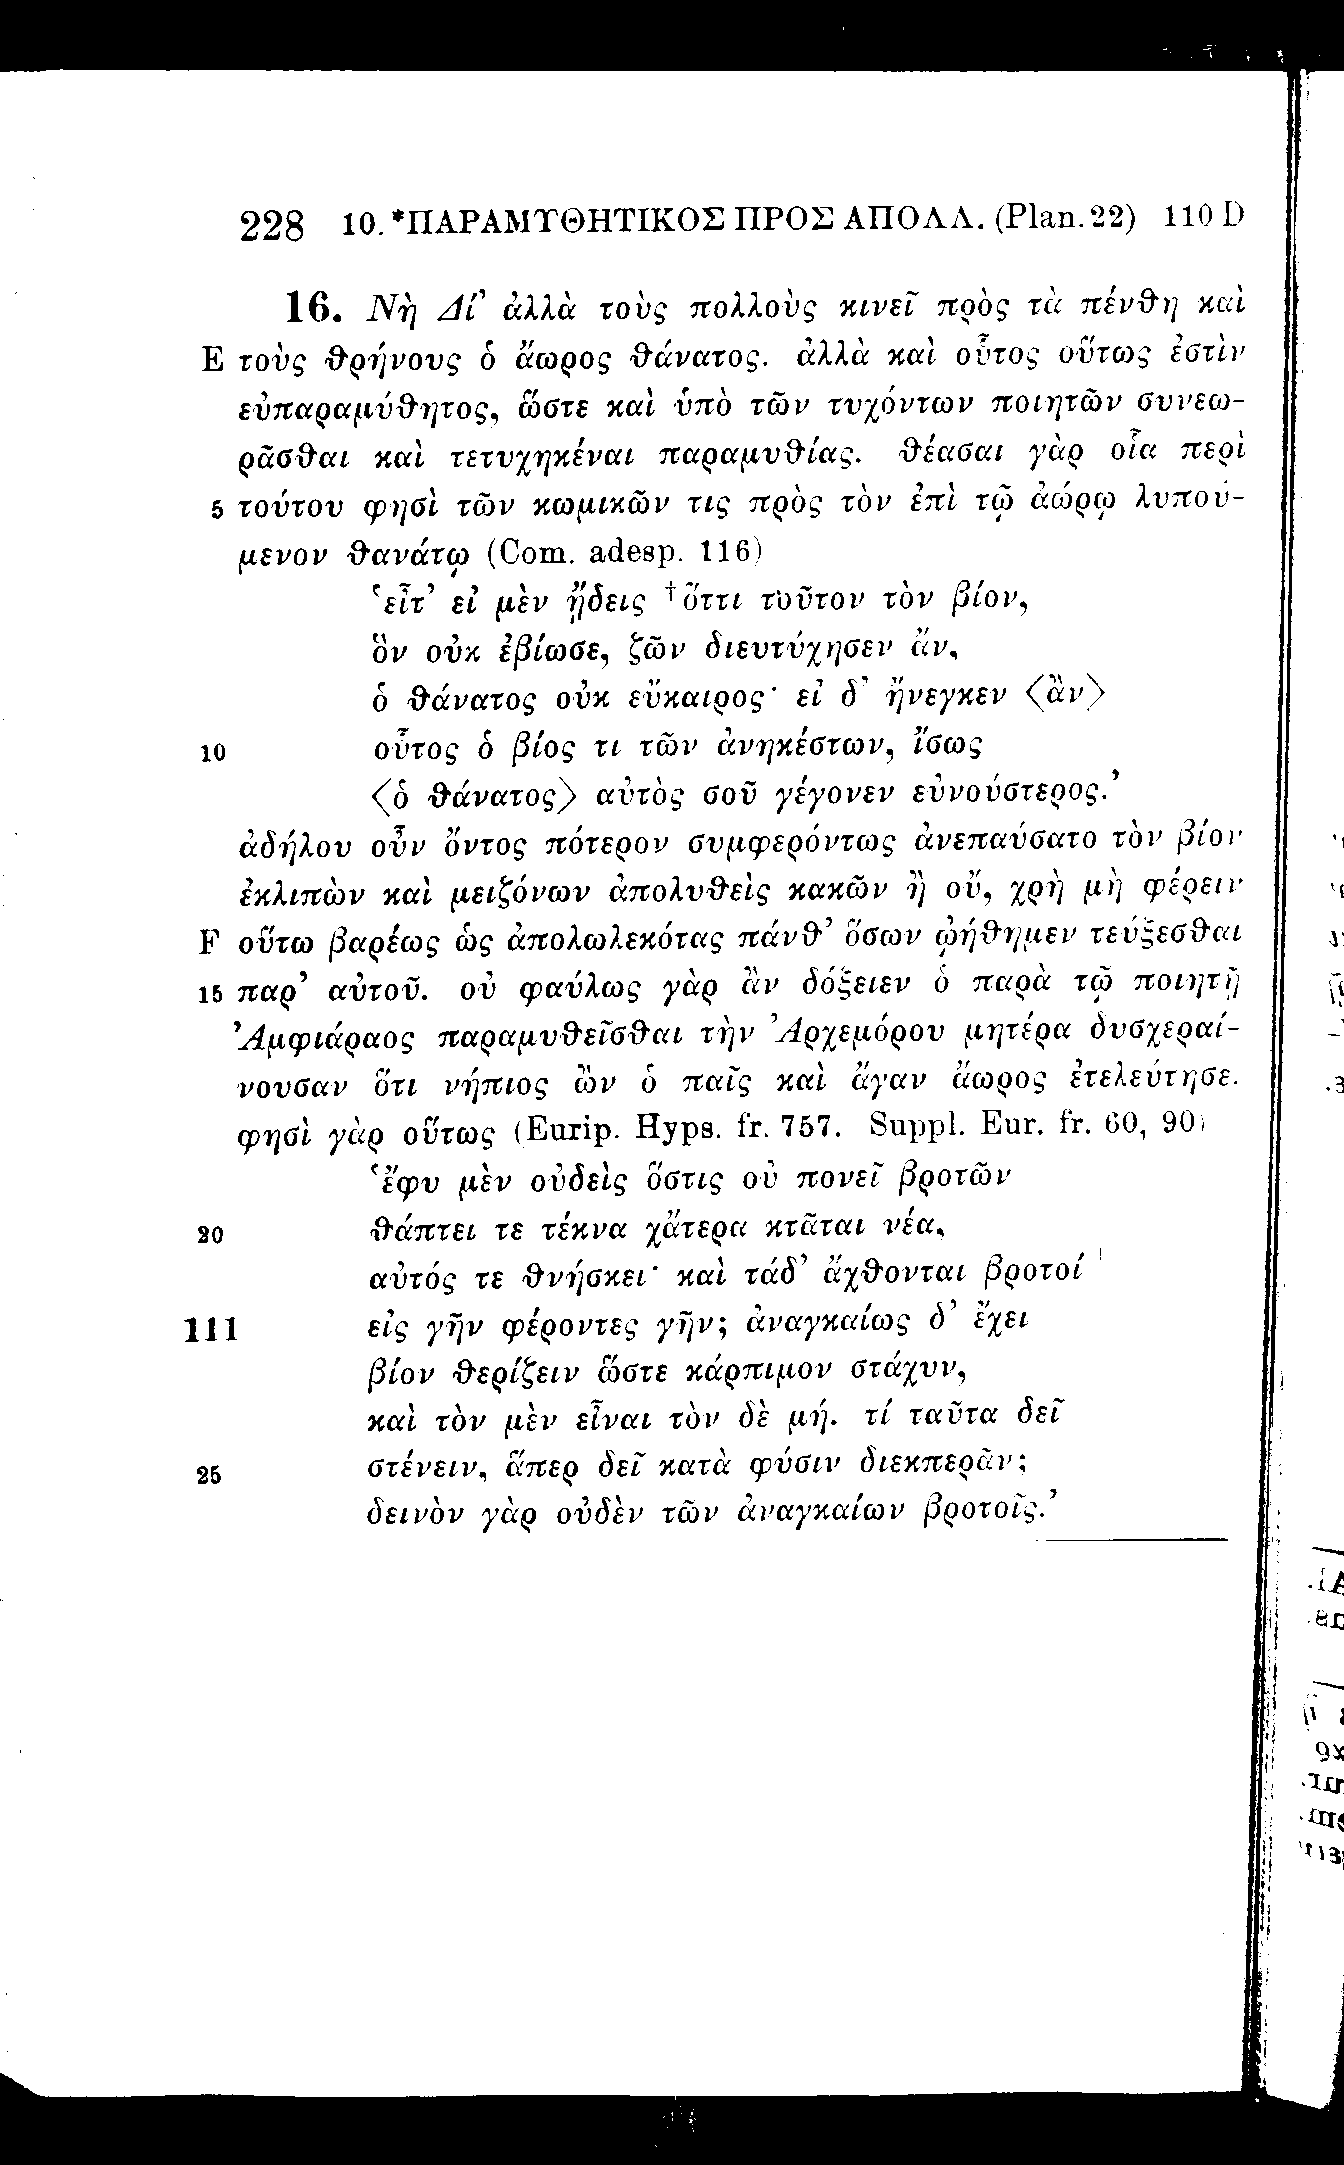 228 10. *ΠΑΡΑΜΥΘΗΤΙΚΟΣ ΠΡΟΣ ΑΠΟΛΛ. (Plan. 22) 110 D
16. Νὴ Δί' ἀλλὰ τοὺς πολλοὺς κινεῖ πρὸς τὰ πένθη καὶ
E τοὺς θρήνους ὁ ἄωρος θάνατος. ἀλλὰ καὶ οὗτος οὕτως ἐστὶν
εὐπαραμύθητος, ὥστε καὶ ὑπὸ τῶν τυχόντων ποιητῶν συνεω-
ρᾶσθαι καὶ τετυχηκέναι παραμυθίας. θέασαι γὰρ οἷα περὶ
5 τούτου φησὶ τῶν κωμικῶν τις πρὸς τὸν ἐπὶ τῷ ἀώρῳ λυπού-
μενον θανάτῳ (Com. adesp. 116)
‘εἶτ’ εἰ μὲν ᾔδεις †ὅττι τοῦτον τὸν βίον,
ὃν οὐκ ἐβίωσε, ζῶν διευτύχησεν ἄν,
ὁ θάνατος οὐκ εὔκαιρος· εἰ δ’ ἤνεγκεν 〈ἂν〉
10 οὗτος ὁ βίος τι τῶν ἀνηκέστων, ἴσως
〈ὁ θάνατος〉 αὐτὸς σοῦ γέγονεν εὐνούστερος.’
ἀδήλου οὖν ὄντος πότερον συμφερόντως ἀνεπαύσατο τὸν βίον
ἐκλιπὼν καὶ μειζόνων ἀπολυθεὶς κακῶν ἢ οὔ, χρὴ μὴ φέρειν
F οὕτω βαρέως ὡς ἀπολωλεκότας πάνθ’ ὅσων ᾠήθημεν τεύξεσθαι
15 παρ’ αὐτοῦ. οὐ φαύλως γὰρ ἂν δόξειεν ὁ παρὰ τῷ ποιητῇ
Ἀμφιάραος παραμυθεῖσθαι τὴν Ἀρχεμόρου μητέρα δυσχεραί-
νουσαν ὅτι νήπιος ὢν ὁ παῖς καὶ ἄγαν ἄωρος ἐτελεύτησε.
φησὶ γὰρ οὕτως (Eurip. Hyps. fr. 757. Suppl. Eur. fr. 60, 90)
‘ἔφυ μὲν οὐδεὶς ὅστις οὐ πονεῖ βροτῶν
20 θάπτει τε τέκνα χἄτερα κτᾶται νέα,
αὐτός τε θνήσκει· καὶ τάδ’ ἄχθονται βροτοί
111 εἰς γῆν φέροντες γῆν; ἀναγκαίως δ’ ἔχει
βίον θερίζειν ὥστε κάρπιμον στάχυν,
καὶ τὸν μὲν εἶναι τὸν δὲ μή. τί ταῦτα δεῖ
25 στένειν, ἅπερ δεῖ κατὰ φύσιν διεκπερᾶν;
δεινὸν γὰρ οὐδὲν τῶν ἀναγκαίων βροτοῖς.’